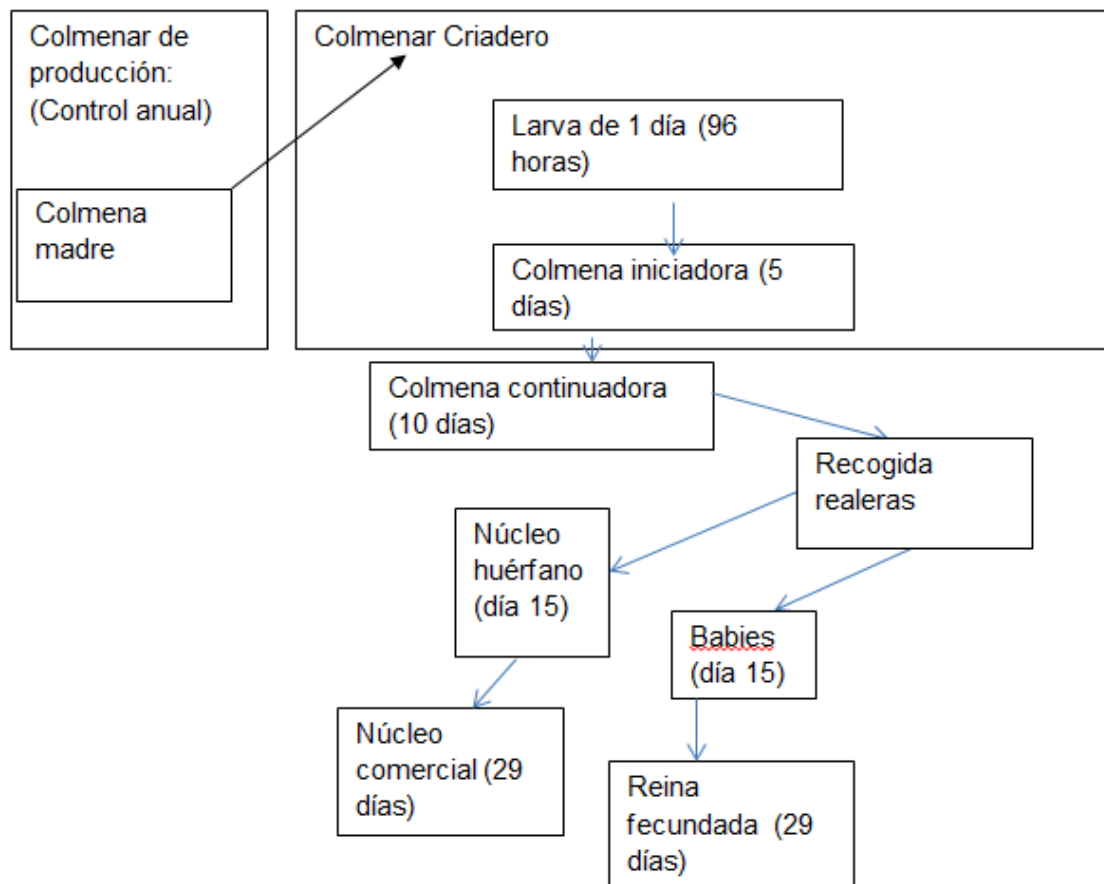 Colmenar de
producción:
(Control anual)
Colmena
madre
Colmenar Criadero
Larva de 1 día (96
horas)
Colmena iniciadora (5
días)
Colmena continuadora
(10 días)
Recogida
realeras
Núcleo
huérfano
(día 15)
Babies
(día 15)
Núcleo
comercial (29
días)
Reina
fecundada (29
días)